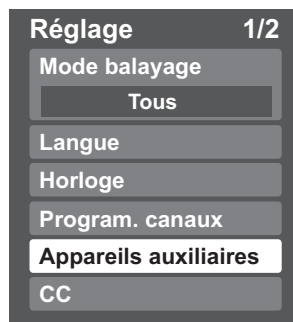 Réglage 1/2
Mode balayage
Tous
Langue
Horloge
Program. canaux
Appareils auxiliaires
CC